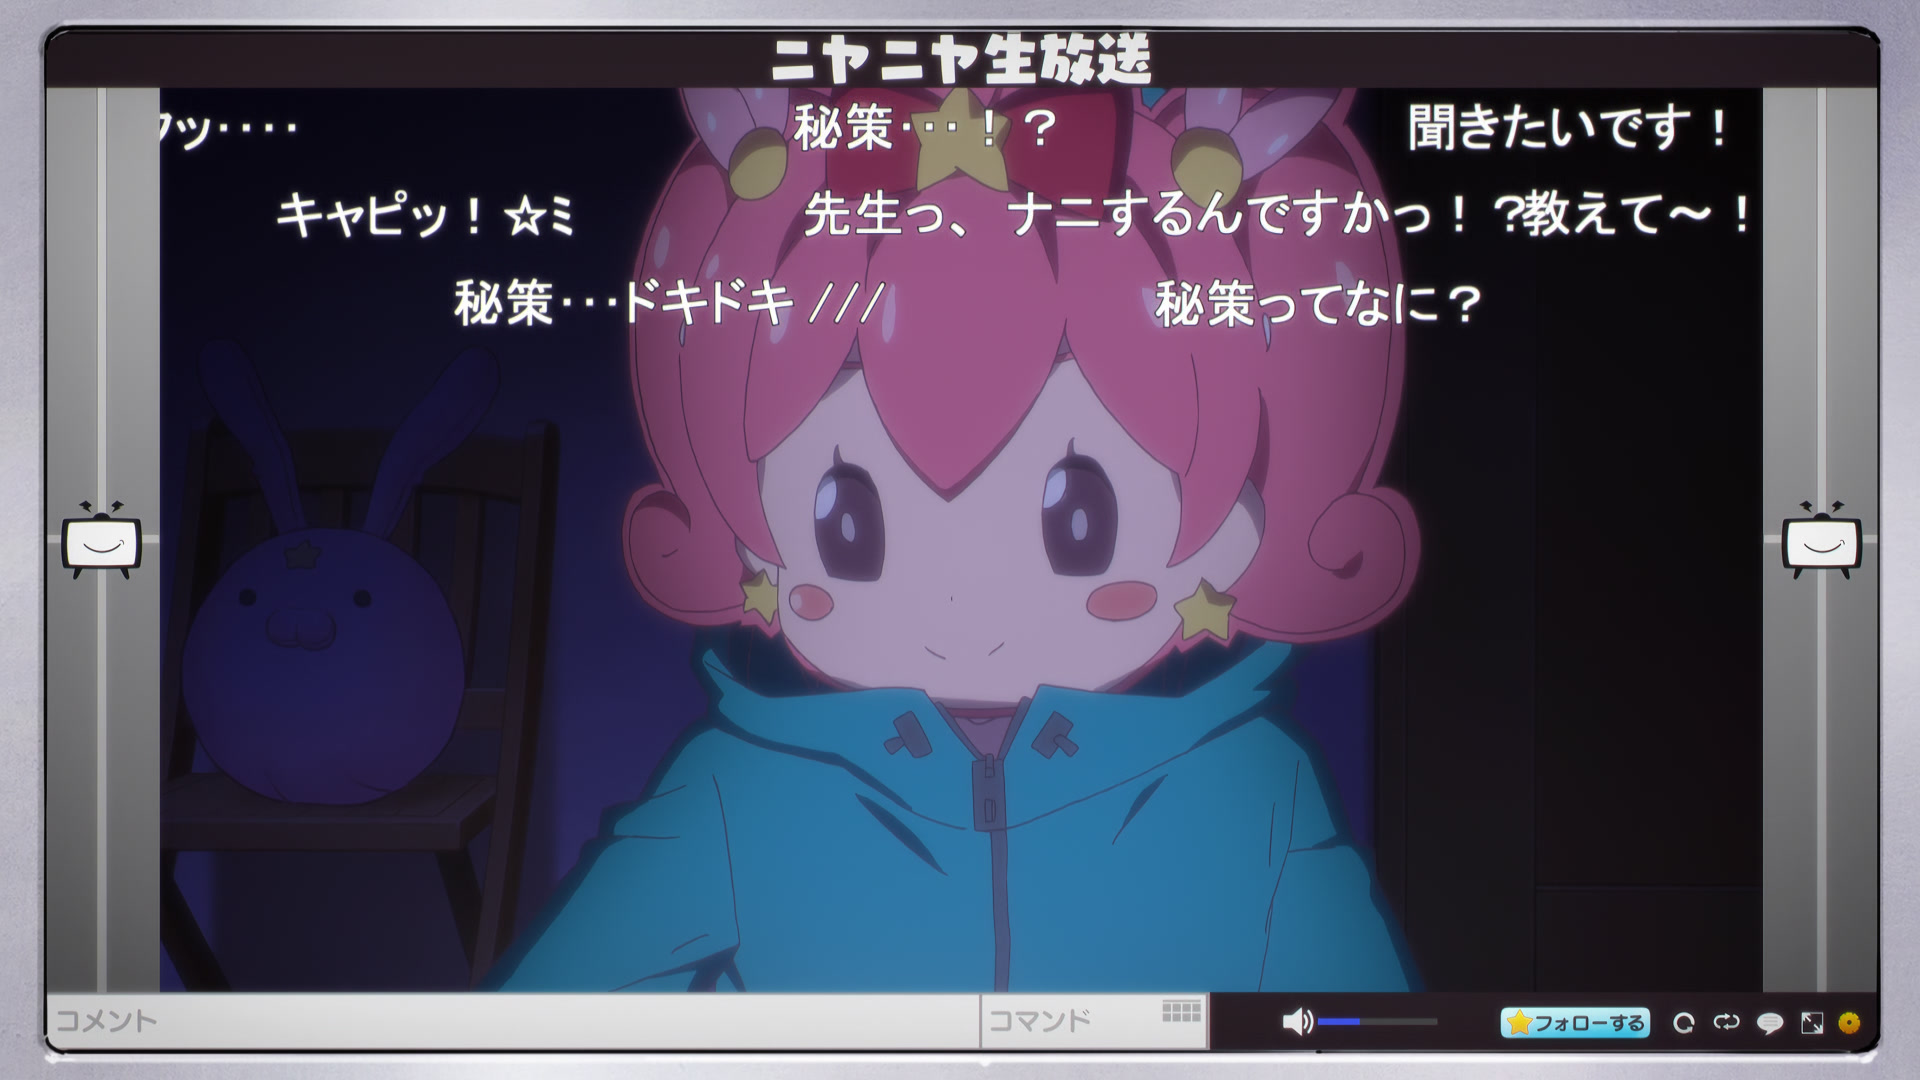 ニヤニヤ生放送
ッ‥‥
秘策‥‥！？
聞きたいです！
キャピッ！☆ミ
先生っ、ナニするんですかっ！？
教えて～！
秘策‥‥ドキドキ ///
秘策ってなに？
コメント
コマンド
フォローする